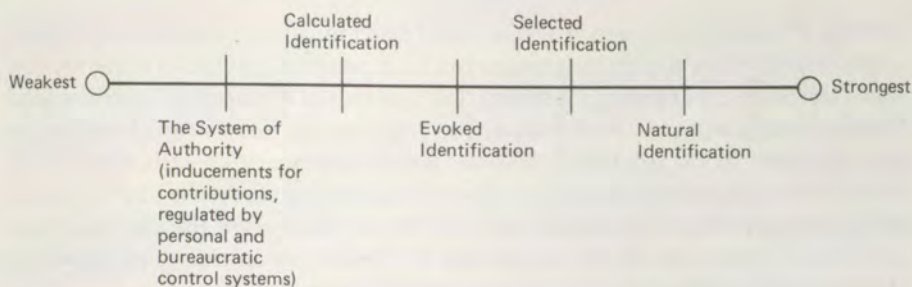 Calculated
Identification
Selected
Identification
Weakest
Strongest
The System of
Authority
(inducements for
contributions,
regulated by
personal and
bureaucratic
control systems)
Evoked
Identification
Natural
Identification